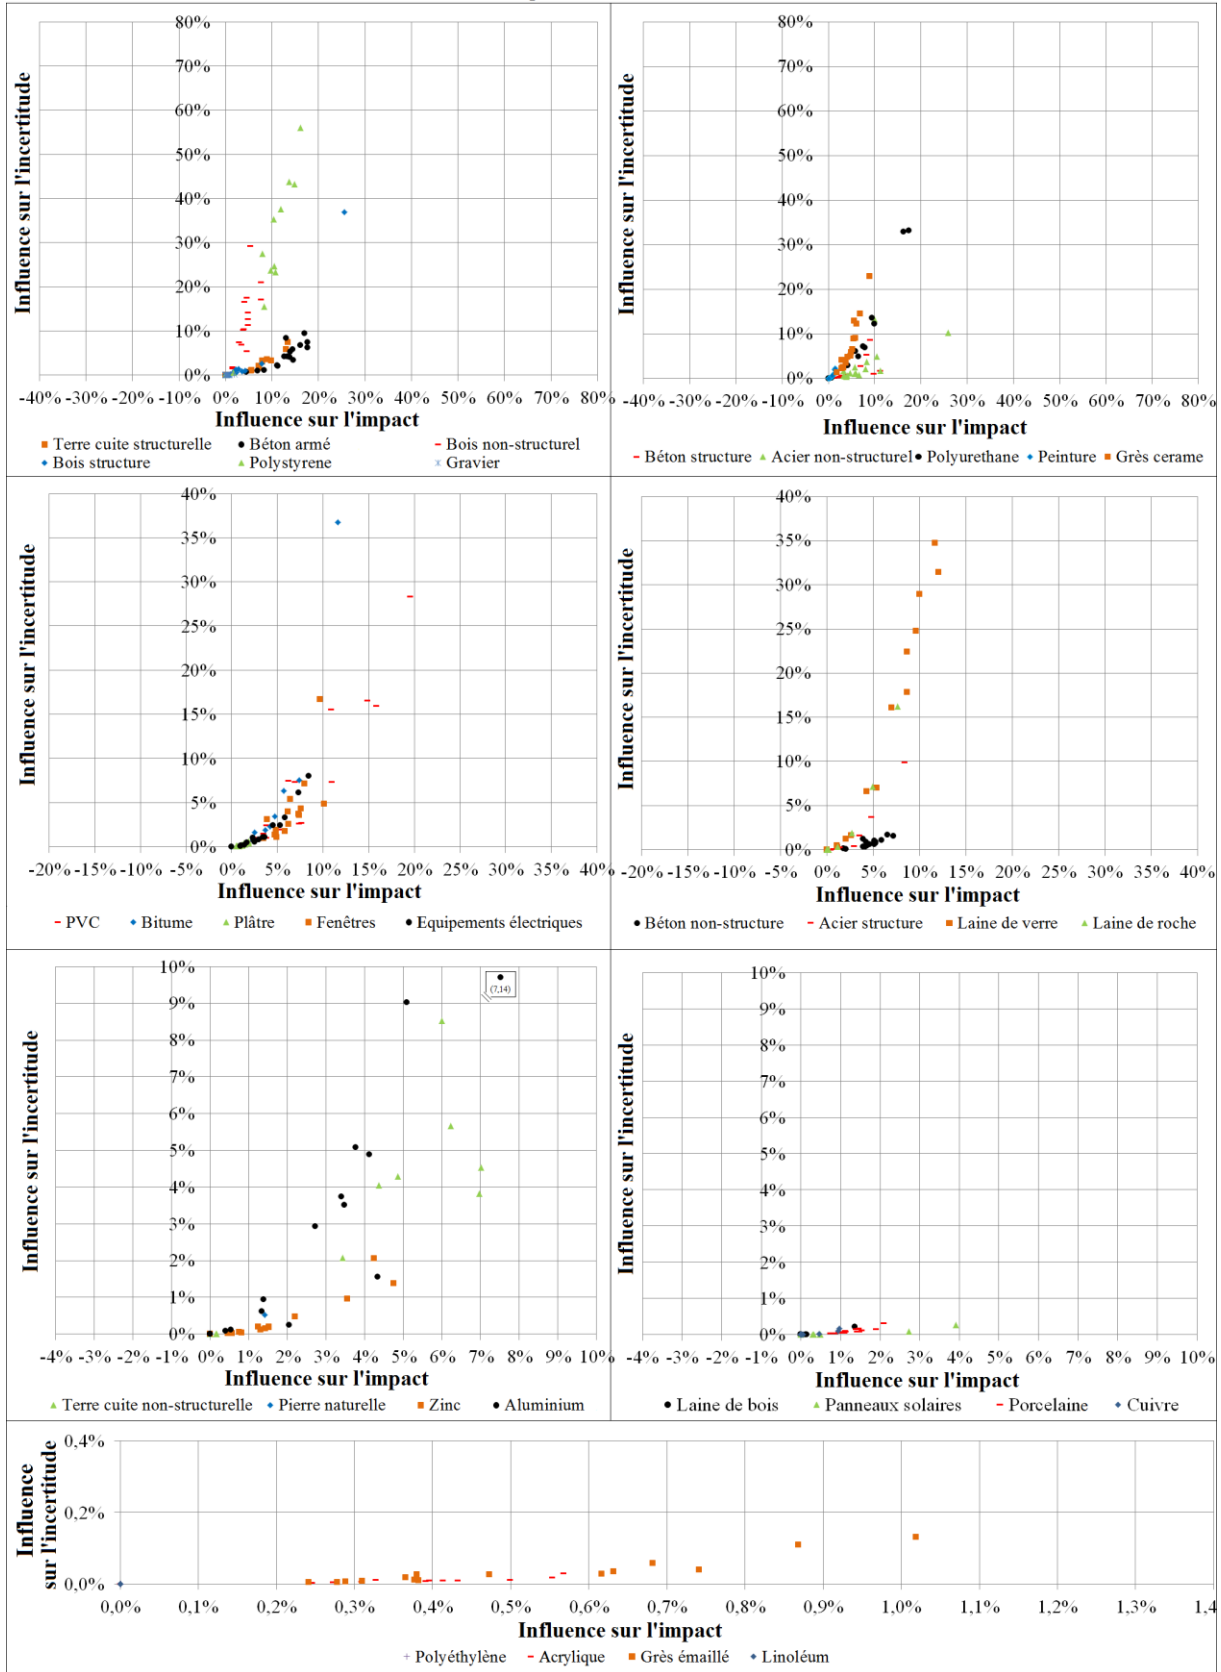 80%
70%
60%
50%
40%
30%
20%
10%
0%
-40% -30% -20% -10% 0% 10% 20% 30% 40% 50% 60% 70% 80%
Influence sur l'incertitude
Influence sur l'impact
Terre cuite structurelle Béton armé Bois non-structurel
Bois structure Polystyrene Gravier
80%
70%
60%
50%
40%
30%
20%
10%
0%
-40% -30% -20% -10% 0% 10% 20% 30% 40% 50% 60% 70% 80%
Influence sur l'incertitude
Influence sur l'impact
Béton structure Acier non-structurel Polyurethane Peinture Grès cerame
40%
35%
30%
25%
20%
15%
10%
5%
0%
-20% -15% -10% -5% 0% 5% 10% 15% 20% 25% 30% 35% 40%
Influence sur l'incertitude
Influence sur l'impact
PVC Bitume Plâtre Fenêtres Equipements électriques
40%
35%
30%
25%
20%
15%
10%
5%
0%
-20% -15% -10% -5% 0% 5% 10% 15% 20% 25% 30% 35% 40%
Influence sur l'incertitude
Influence sur l'impact
Béton non-structure Acier structure Laine de verre Laine de roche
10%
9%
8%
7%
6%
5%
4%
3%
2%
1%
0%
(7,14)
-4% -3% -2% -1% 0% 1% 2% 3% 4% 5% 6% 7% 8% 9% 10%
Influence sur l'incertitude
Influence sur l'impact
Terre cuite non-structurelle Pierre naturelle Zinc Aluminium
10%
9%
8%
7%
6%
5%
4%
3%
2%
1%
0%
-4% -3% -2% -1% 0% 1% 2% 3% 4% 5% 6% 7% 8% 9% 10%
Influence sur l'incertitude
Influence sur l'impact
Laine de bois Panneaux solaires Porcelaine Cuivre
0,4%
0,2%
0,0%
0,0% 0,1% 0,2% 0,3% 0,4% 0,5% 0,6% 0,7% 0,8% 0,9% 1,0% 1,1% 1,2% 1,3% 1,4
Influence
sur l'incertitude
Influence sur l'impact
Polyéthylène Acrylique Grès émaillé Linoléum